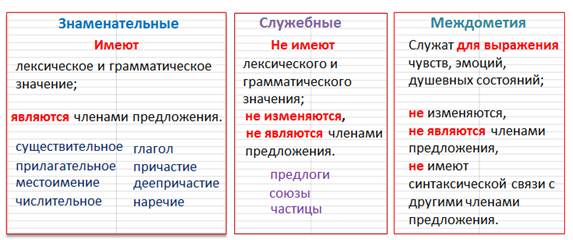 Знаменательные
Имеют
лексическое и грамматическое
значение;
являются членами предложения.
существительное глагол
прилагательное причастие
местоимение деепричастие
числительное наречие
Служебные
Не имеют
лексического и
грамматического
значения;
не изменяются,
не являются членами
предложения.
предлоги
союзы
частицы
Междометия
Служат для выражения
чувств, эмоций,
душевных состояний;
не изменяются,
не являются членами
предложения,
не имеют
синтаксической связи с
другими членами
предложения.